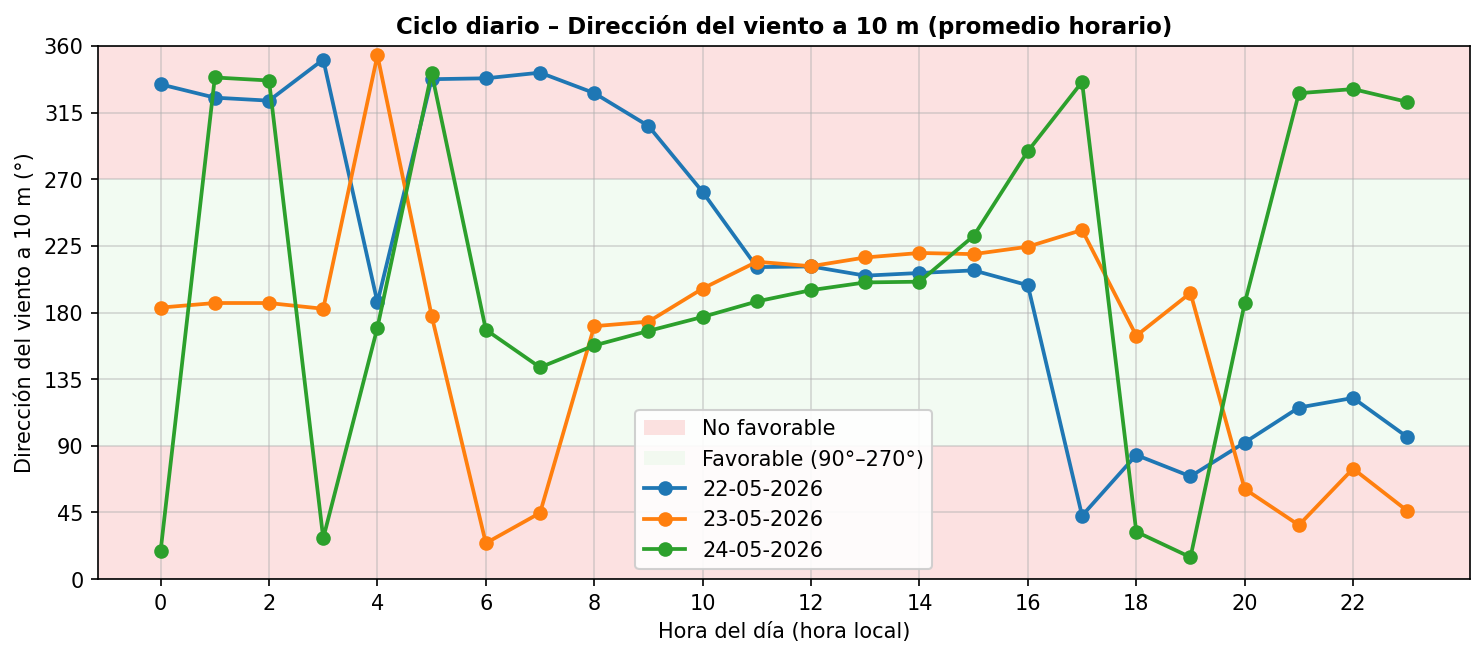 Ciclo diario – Dirección del viento a 10 m (promedio horario)
Dirección del viento a 10 m (°)
360
315
270
225
180
135
90
45
0
No favorable
Favorable (90°–270°)
22-05-2026
23-05-2026
24-05-2026
0 2 4 6 8 10 12 14 16 18 20 22
Hora del día (hora local)